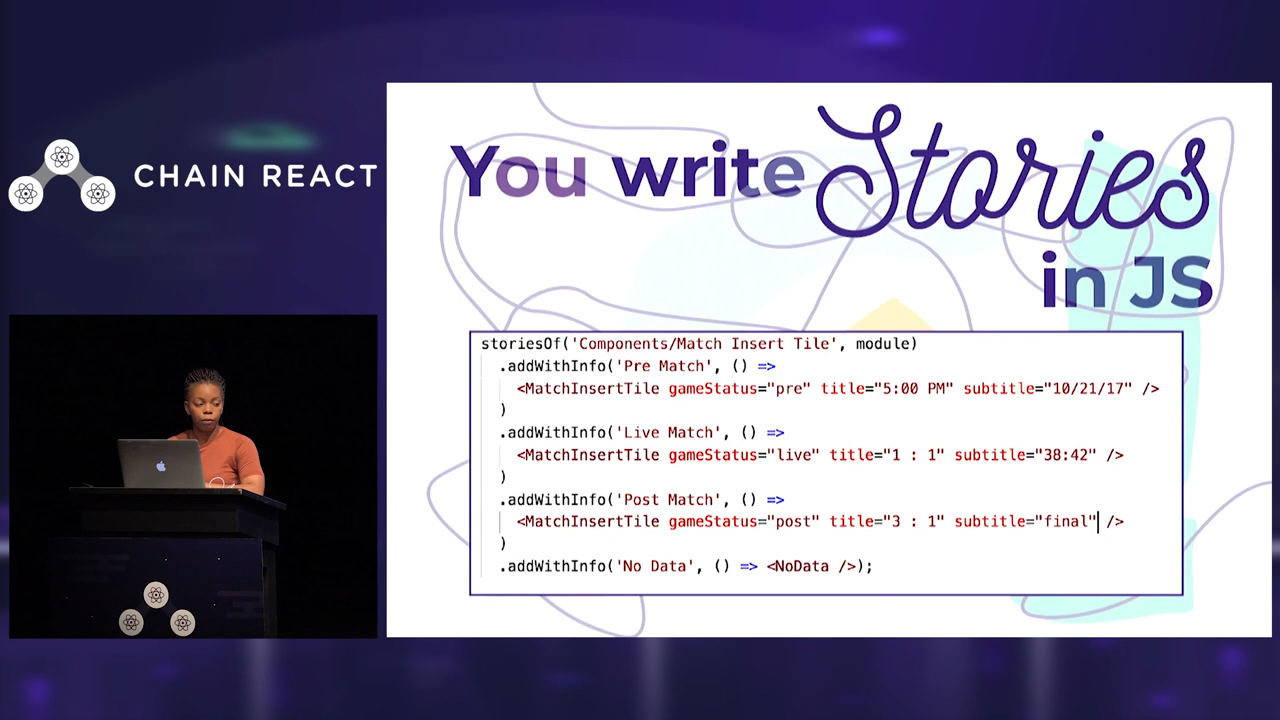 CHAIN REACT
You write Stories
in JS
storiesOf('Components/Match Insert Tile', module)
.addWithInfo('Pre Match', () =>
<MatchInsertTile gameStatus="pre" title="5:00 PM" subtitle="10/21/17" />
)
.addWithInfo('Live Match', () =>
<MatchInsertTile gameStatus="live" title="1 : 1" subtitle="38:42" />
)
.addWithInfo('Post Match', () =>
<MatchInsertTile gameStatus="post" title="3 : 1" subtitle="final" />
)
.addWithInfo('No Data', () => <NoData />);